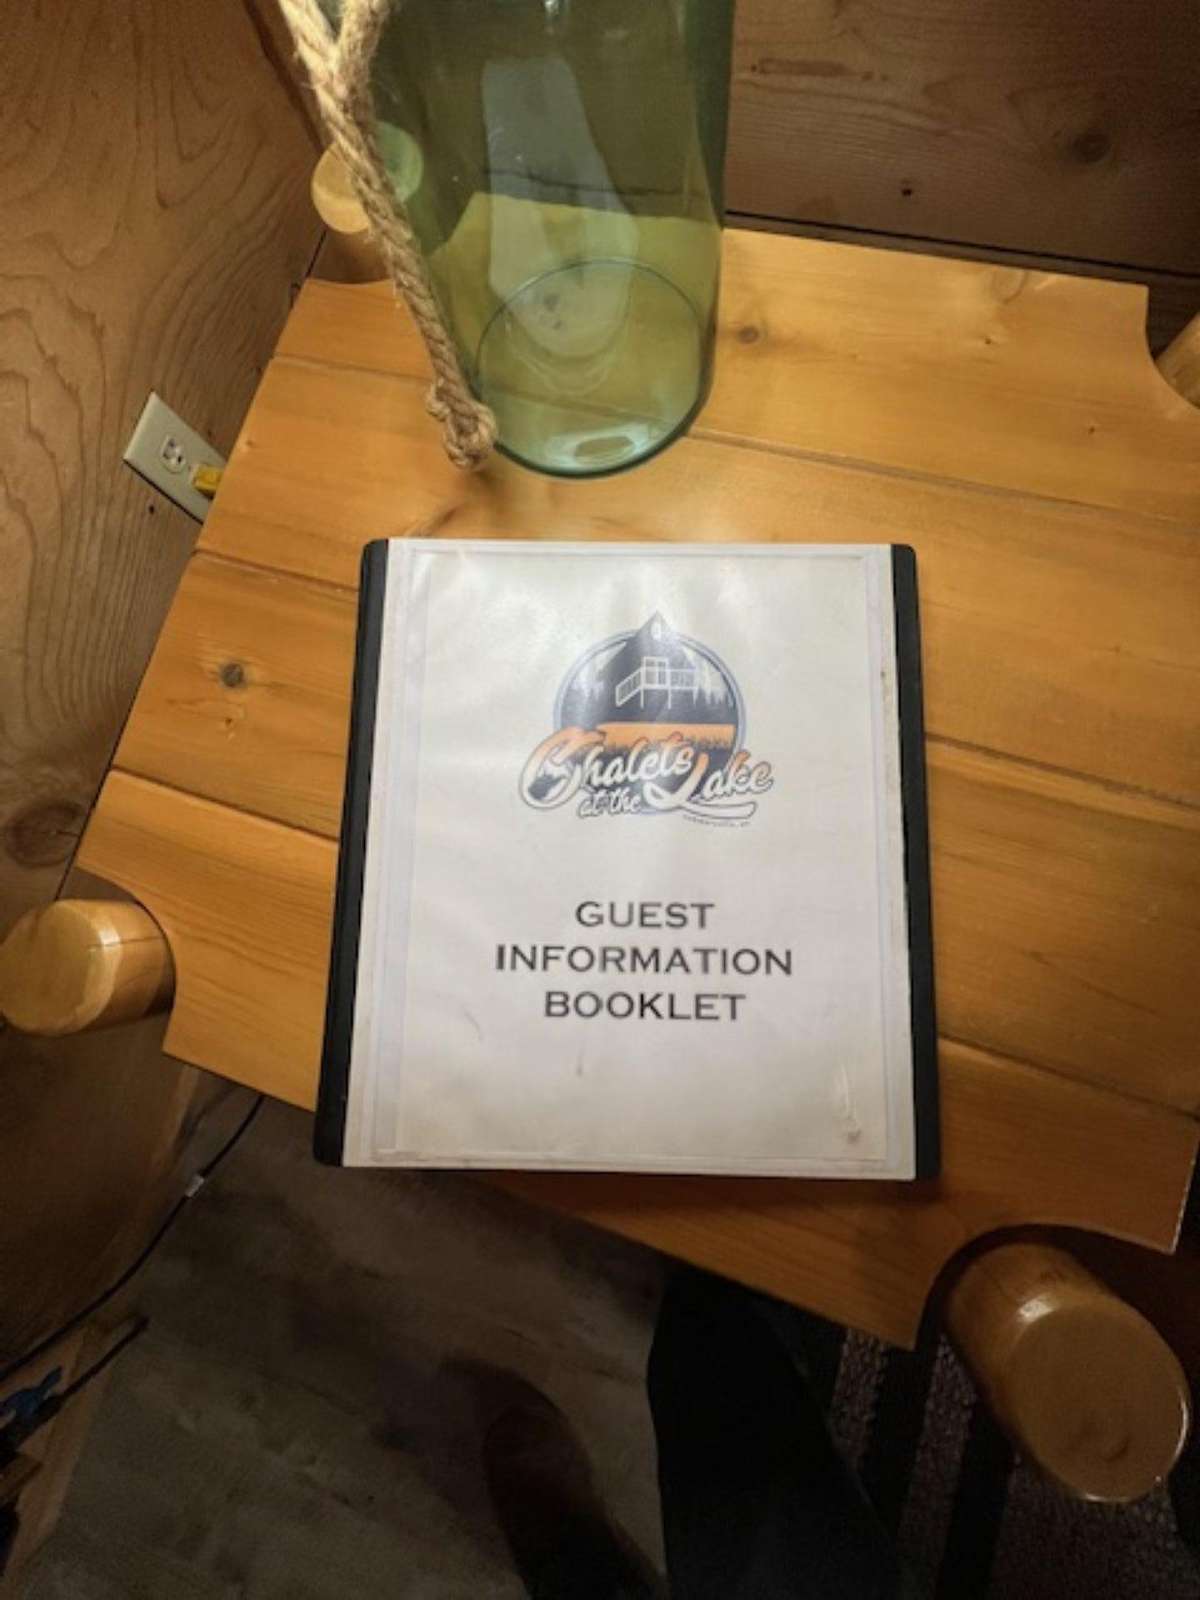 Chalets
at the Lake
GUEST
INFORMATION
BOOKLET